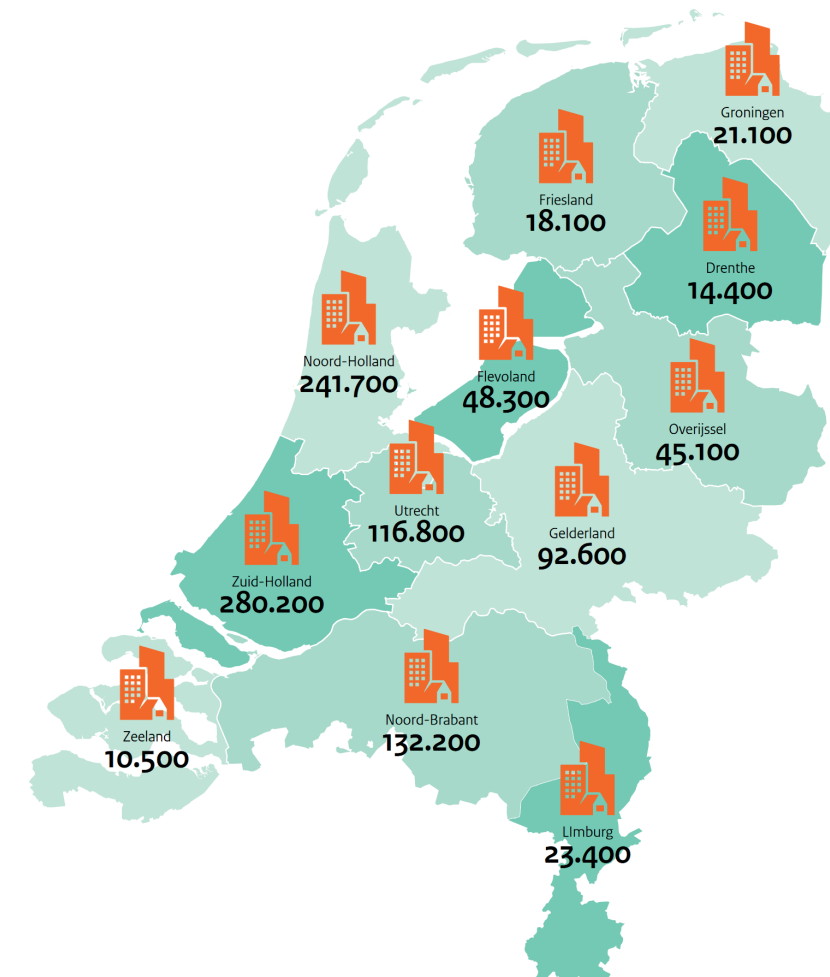 Groningen
21.100
Friesland
18.100
Drenthe
14.400
Noord-Holland
241.700
Flevoland
48.300
Overijssel
45.100
Utrecht
116.800
Gelderland
92.600
Zuid-Holland
280.200
Noord-Brabant
132.200
Zeeland
10.500
LImburg
23.400